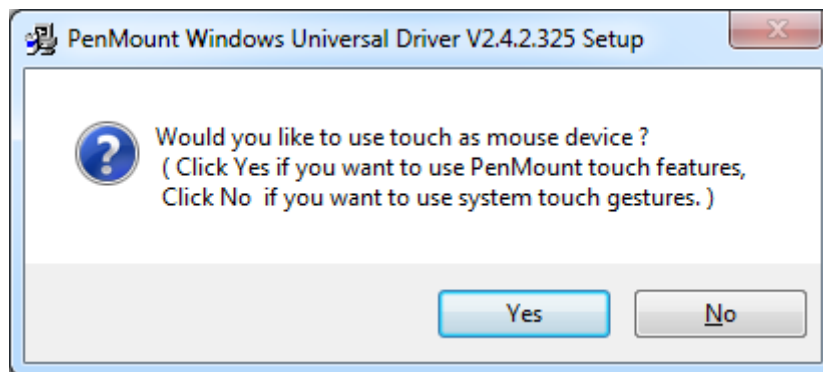 PenMount Windows Universal Driver V2.4.2.325 Setup
Would you like to use touch as mouse device ?
( Click Yes if you want to use PenMount touch features,
Click No  if you want to use system touch gestures. )
Yes
No